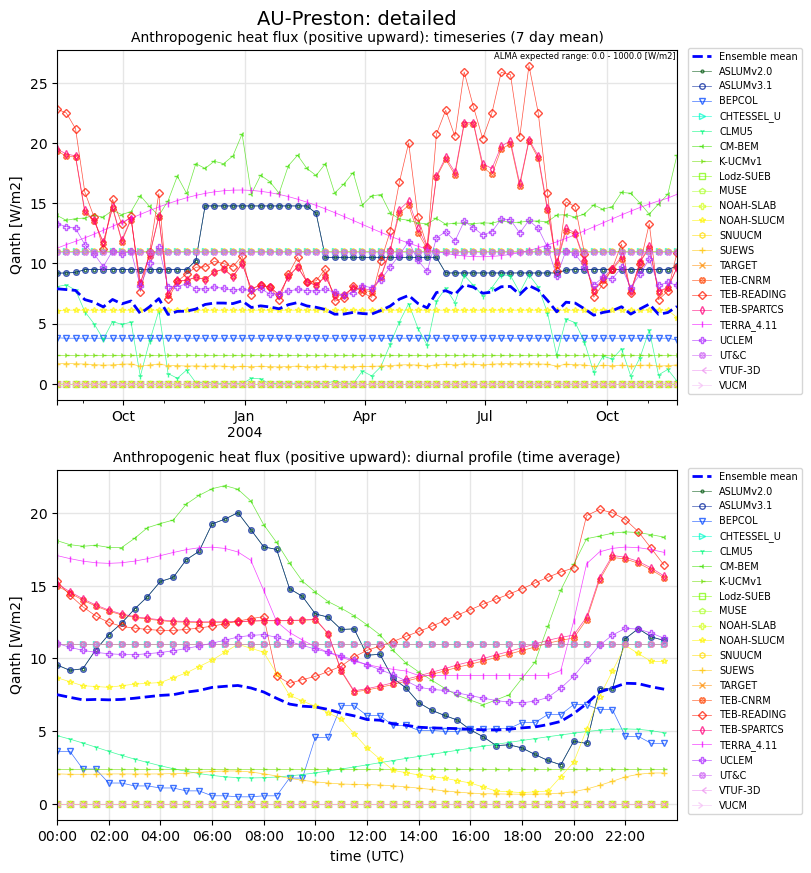 AU-Preston: detailed
Anthropogenic heat flux (positive upward): timeseries (7 day mean)
ALMA expected range: 0.0 - 1000.0 [W/m2]
Qanth [W/m2]
25
20
15
10
5
0
Oct
Jan
2004
Apr
Jul
Oct
Ensemble mean
ASLUMv2.0
ASLUMv3.1
BEPCOL
CHTESSEL_U
CLMU5
CM-BEM
K-UCMv1
Lodz-SUEB
MUSE
NOAH-SLAB
NOAH-SLUCM
SNUUCM
SUEWS
TARGET
TEB-CNRM
TEB-READING
TEB-SPARTCS
TERRA_4.11
UCLEM
UT&C
VTUF-3D
VUCM
Anthropogenic heat flux (positive upward): diurnal profile (time average)
Qanth [W/m2]
20
15
10
5
0
00:00
02:00
04:00
06:00
08:00
10:00
12:00
14:00
16:00
18:00
20:00
22:00
time (UTC)
Ensemble mean
ASLUMv2.0
ASLUMv3.1
BEPCOL
CHTESSEL_U
CLMU5
CM-BEM
K-UCMv1
Lodz-SUEB
MUSE
NOAH-SLAB
NOAH-SLUCM
SNUUCM
SUEWS
TARGET
TEB-CNRM
TEB-READING
TEB-SPARTCS
TERRA_4.11
UCLEM
UT&C
VTUF-3D
VUCM